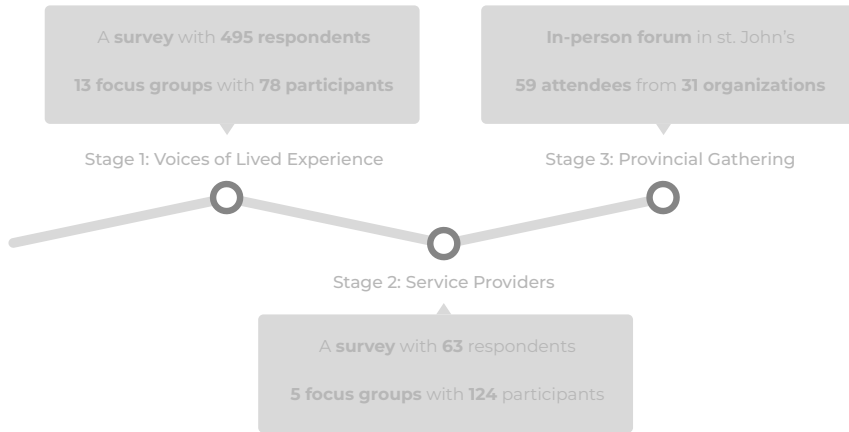 A survey with 495 respondents
13 focus groups with 78 participants
Stage 1: Voices of Lived Experience
In-person forum in st. John's
59 attendees from 31 organizations
Stage 3: Provincial Gathering
Stage 2: Service Providers
A survey with 63 respondents
5 focus groups with 124 participants